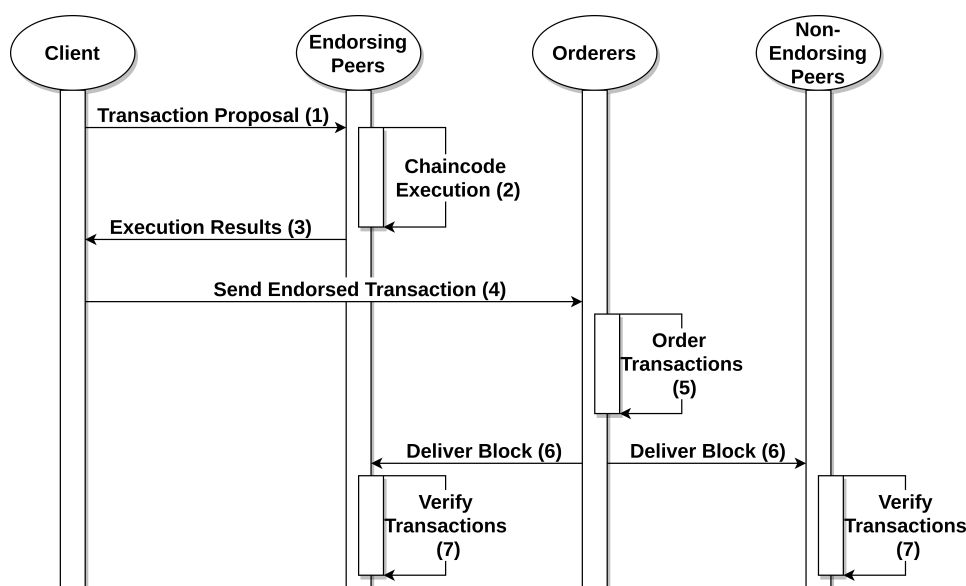 Client
Endorsing
Peers
Orderers
Non-
Endorsing
Peers
Transaction Proposal (1)
Chaincode
Execution (2)
Execution Results (3)
Send Endorsed Transaction (4)
Order
Transactions
(5)
Deliver Block (6)
Deliver Block (6)
Verify
Transactions
(7)
Verify
Transactions
(7)